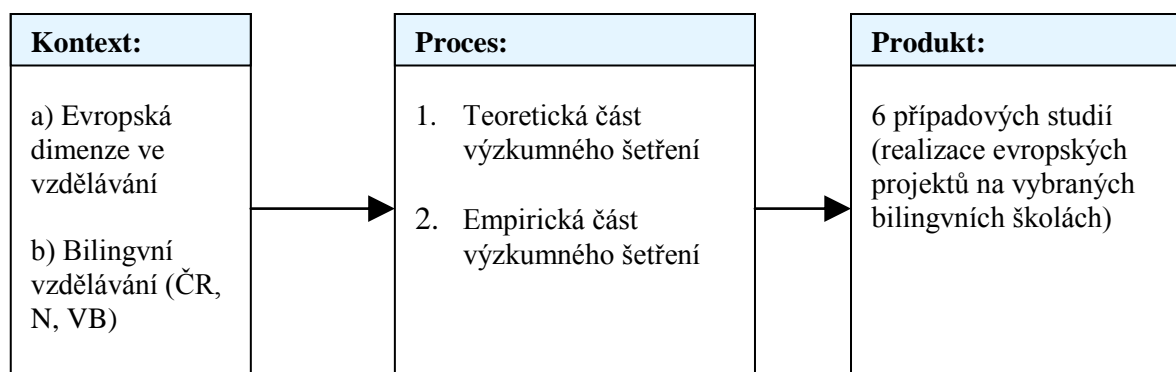 Kontext:
a) Evropská
dimenze ve
vzdělávání
b) Bilingvní
vzdělávání (ČR,
N, VB)
Proces:
1. Teoretická část
výzkumného šetření
2. Empirická část
výzkumného šetření
Produkt:
6 případových studií
(realizace evropských
projektů na vybraných
bilingvních školách)